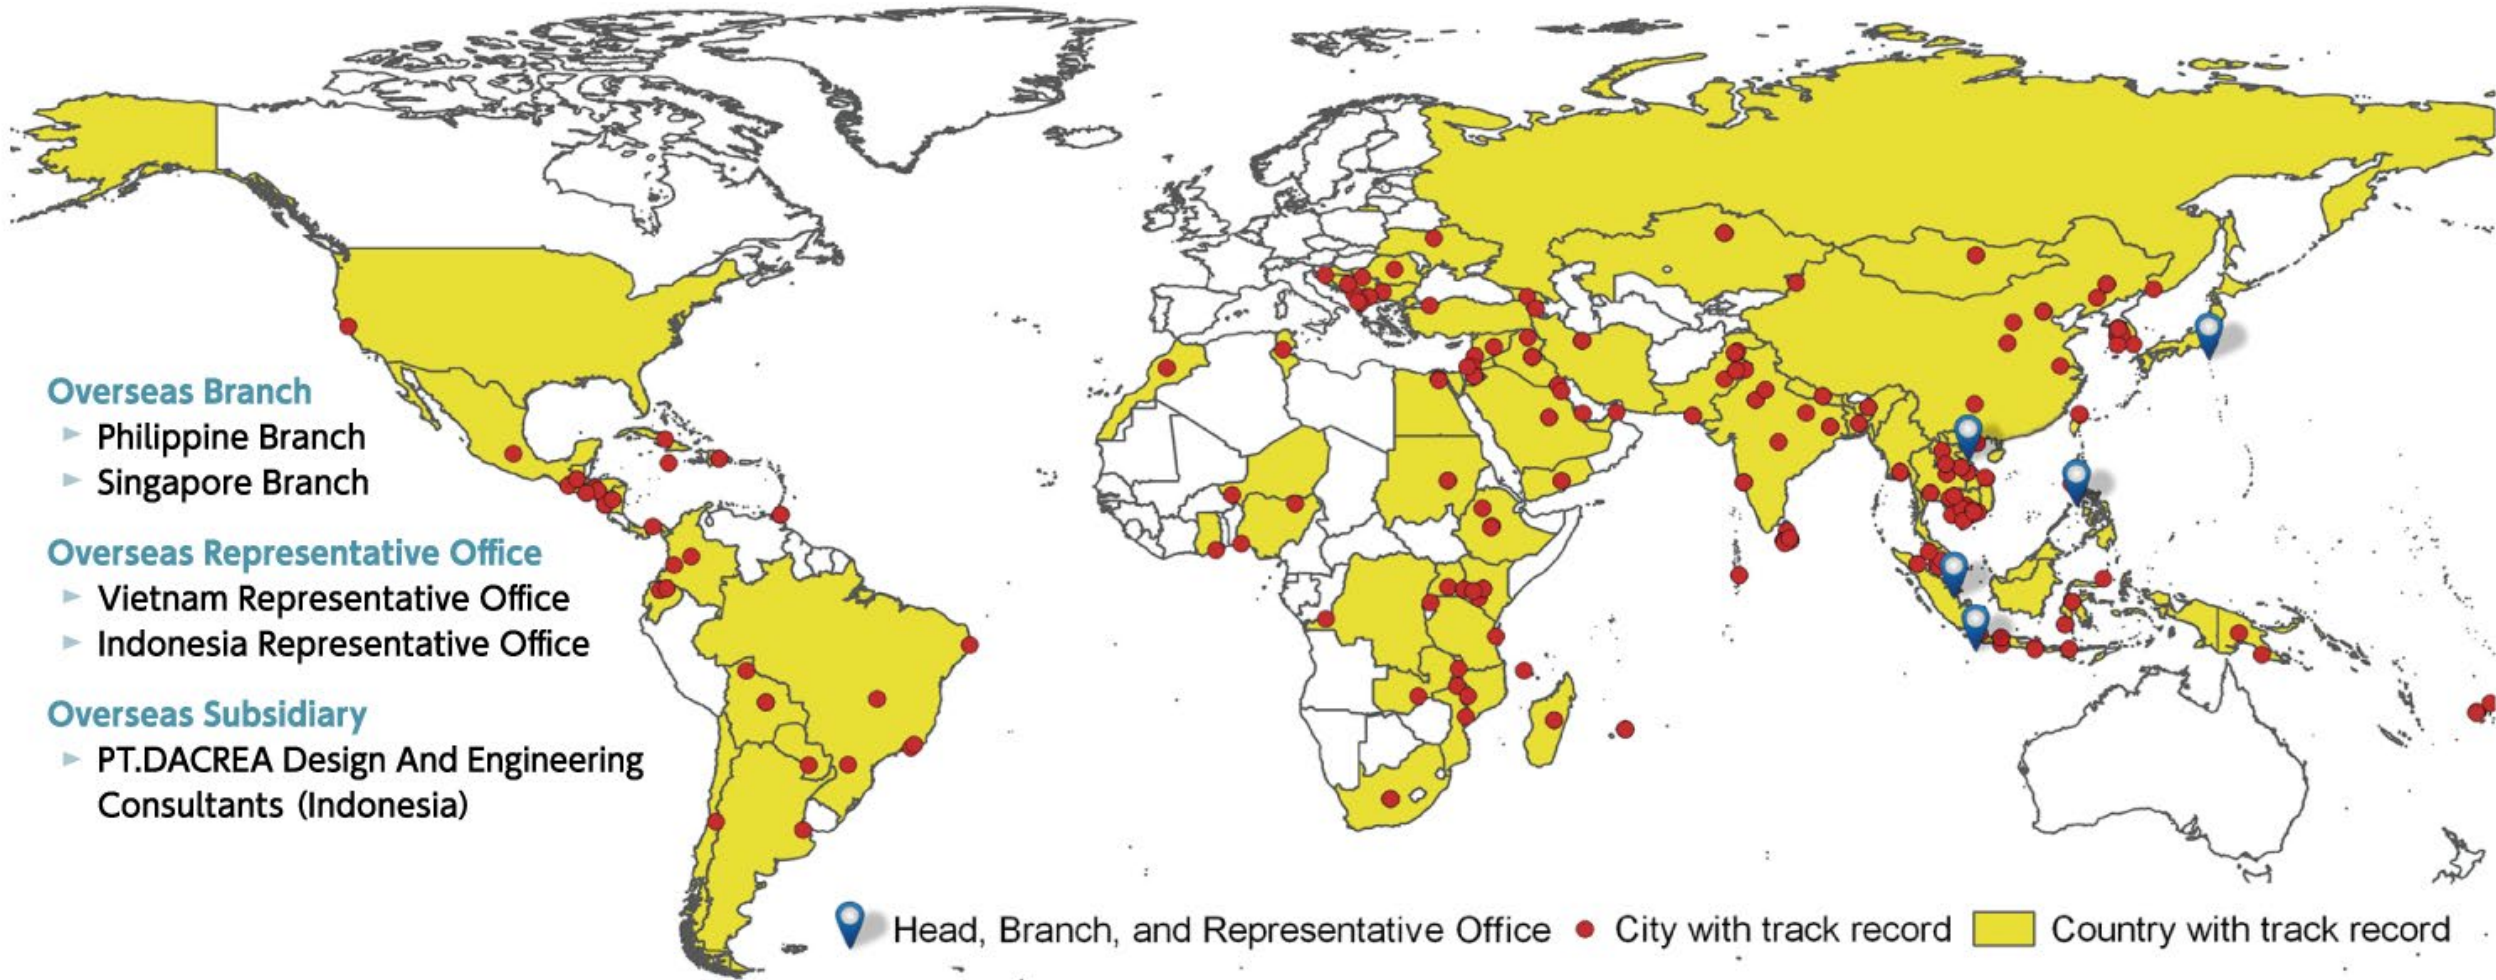 Overseas Branch
► Philippine Branch
► Singapore Branch
Overseas Representative Office
► Vietnam Representative Office
► Indonesia Representative Office
Overseas Subsidiary
► PT.DACREA Design And Engineering
Consultants (Indonesia)
Head, Branch, and Representative Office
City with track record
Country with track record